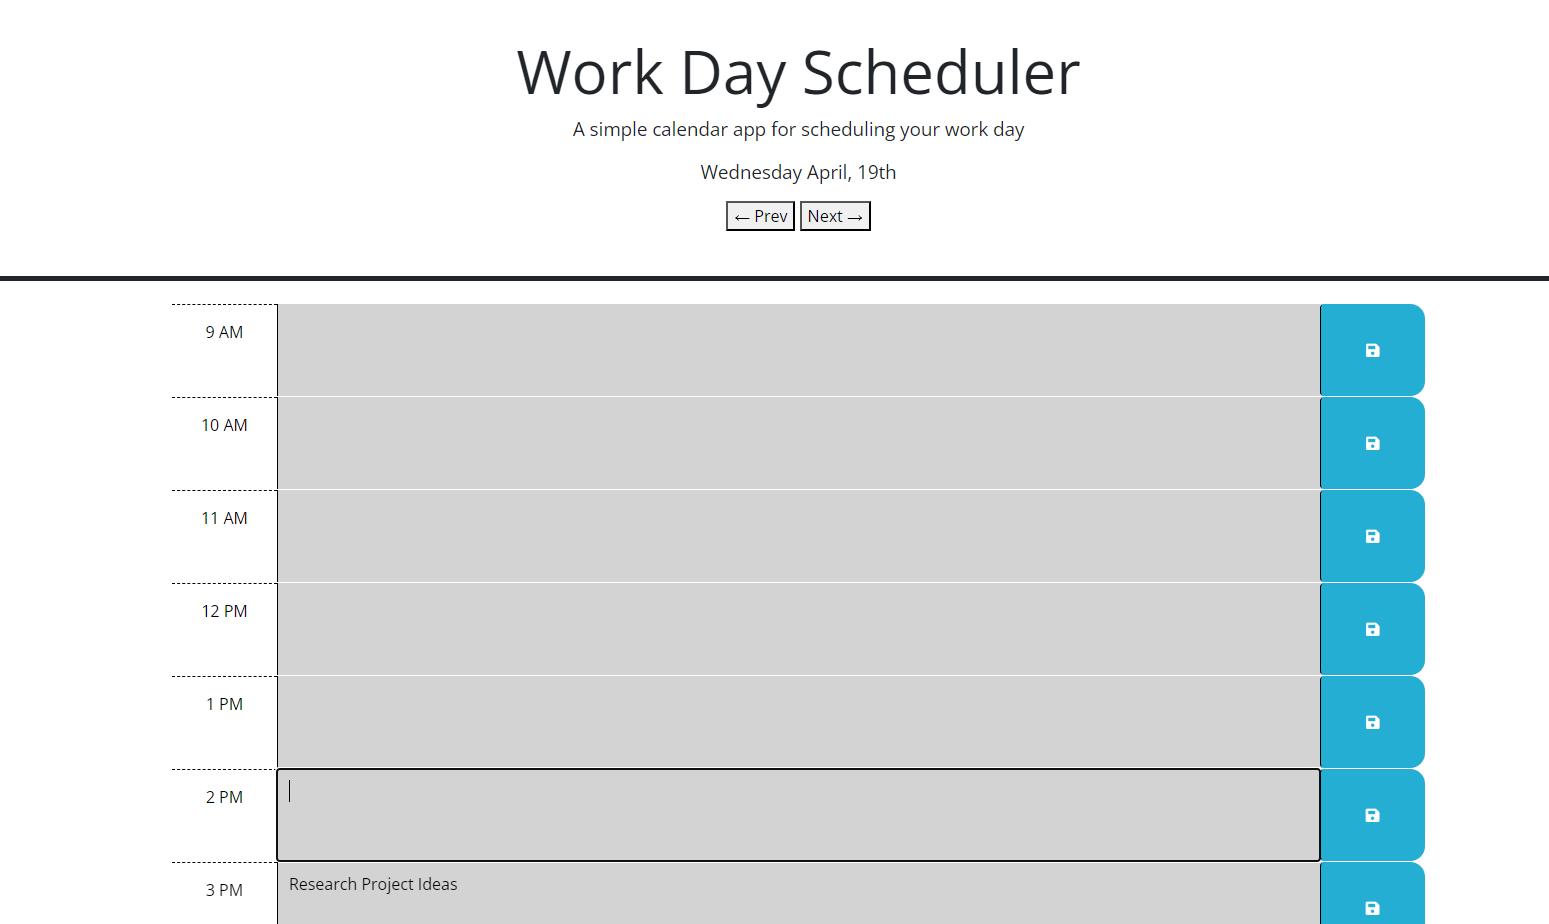 Work Day Scheduler
A simple calendar app for scheduling your work day
Wednesday April, 19th
← Prev Next →
9 AM
10 AM
11 AM
12 PM
1 PM
2 PM
3 PM Research Project Ideas